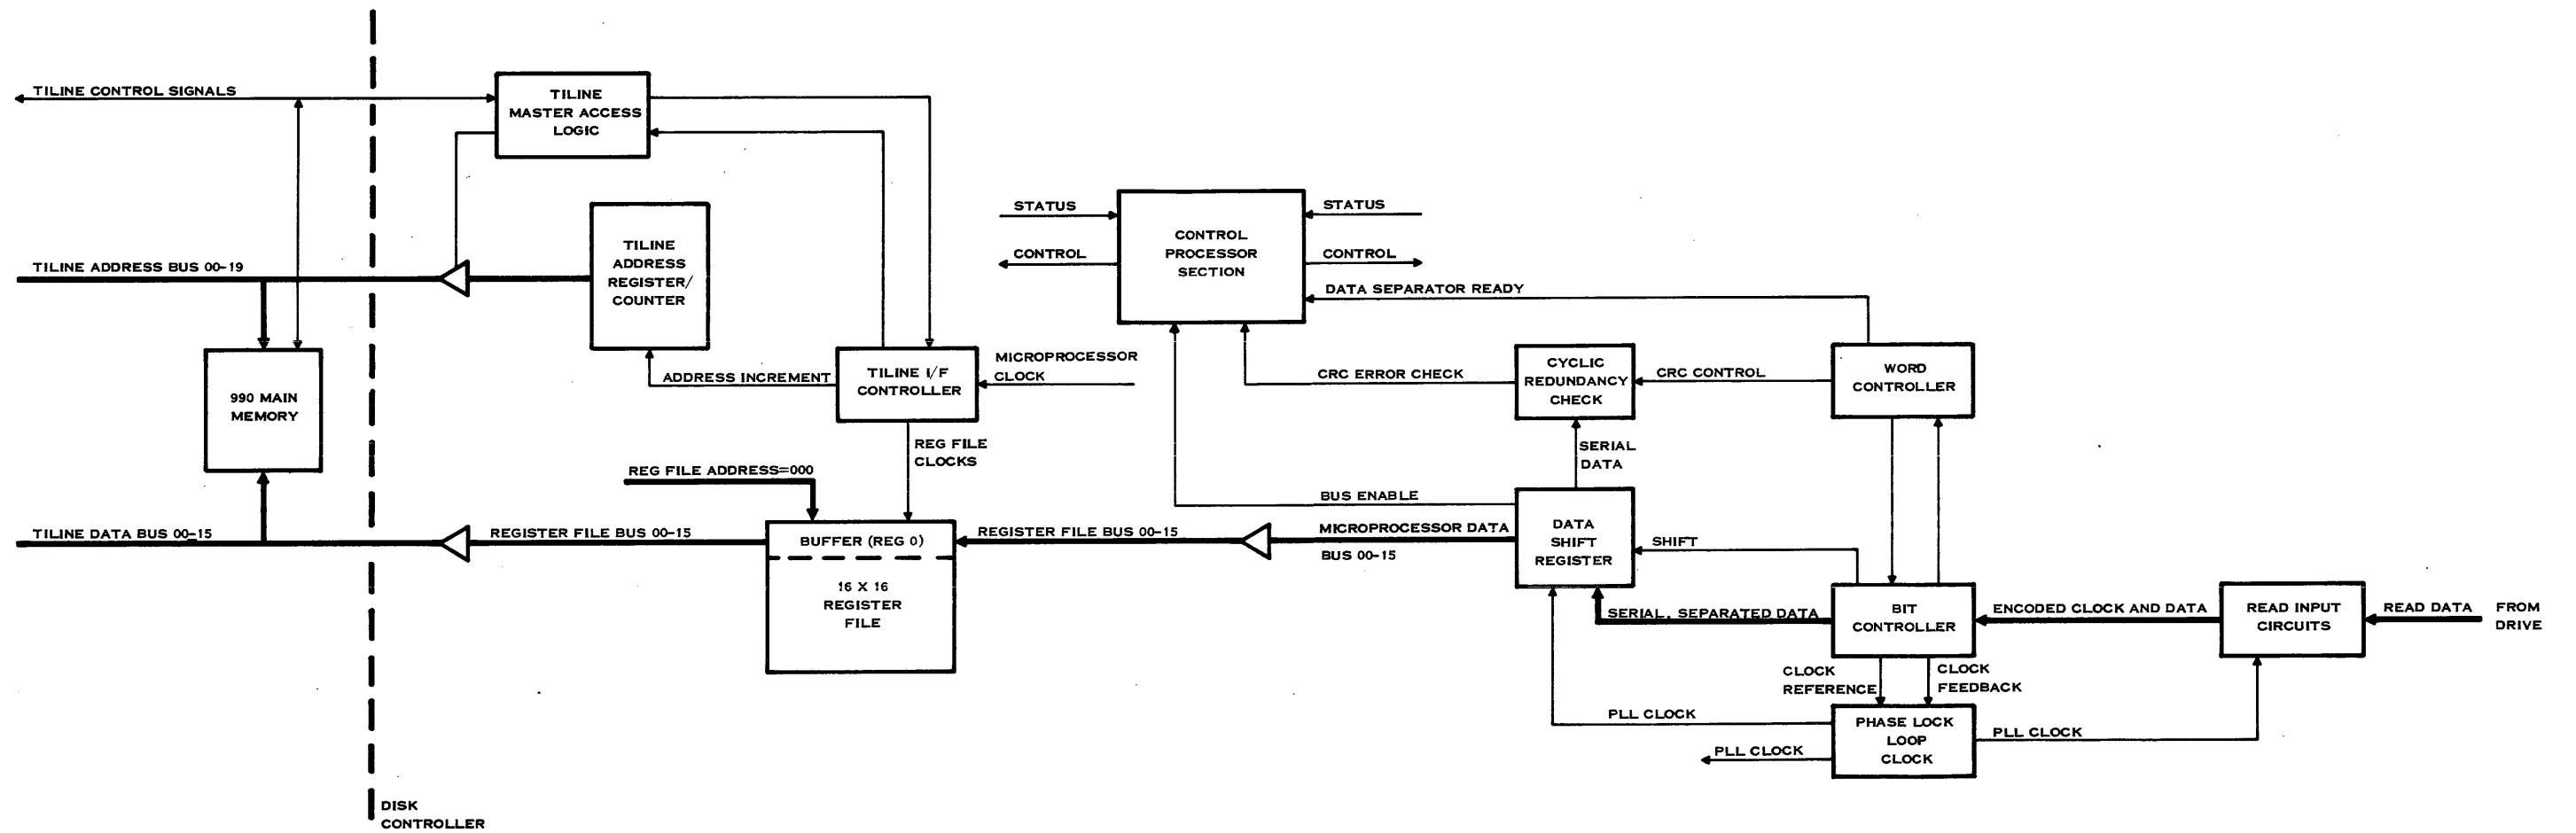 TILINE CONTROL SIGNALS
TILINE
MASTER ACCESS
LOGIC
TILINE ADDRESS BUS 00-19
TILINE
ADDRESS
REGISTER/
COUNTER
STATUS
CONTROL
CONTROL
PROCESSOR
SECTION
STATUS
CONTROL
DATA SEPARATOR READY
990 MAIN
MEMORY
ADDRESS INCREMENT
TILINE I/F
CONTROLLER
MICROPROCESSOR
CLOCK
CRC ERROR CHECK
CYCLIC
REDUNDANCY
CHECK
CRC CONTROL
WORD
CONTROLLER
REG FILE
CLOCKS
REG FILE ADDRESS=000
SERIAL
DATA
BUS ENABLE
TILINE DATA BUS 00-15
REGISTER FILE BUS 00-15
BUFFER (REG 0)
16 X 16
REGISTER
FILE
REGISTER FILE BUS 00-15
MICROPROCESSOR DATA
BUS 00-15
DATA
SHIFT
REGISTER
SHIFT
SERIAL, SEPARATED DATA
BIT
CONTROLLER
ENCODED CLOCK AND DATA
READ INPUT
CIRCUITS
READ DATA
FROM
DRIVE
CLOCK
REFERENCE
CLOCK
FEEDBACK
PLL CLOCK
PLL CLOCK
PHASE LOCK
LOOP
CLOCK
PLL CLOCK
DISK
CONTROLLER